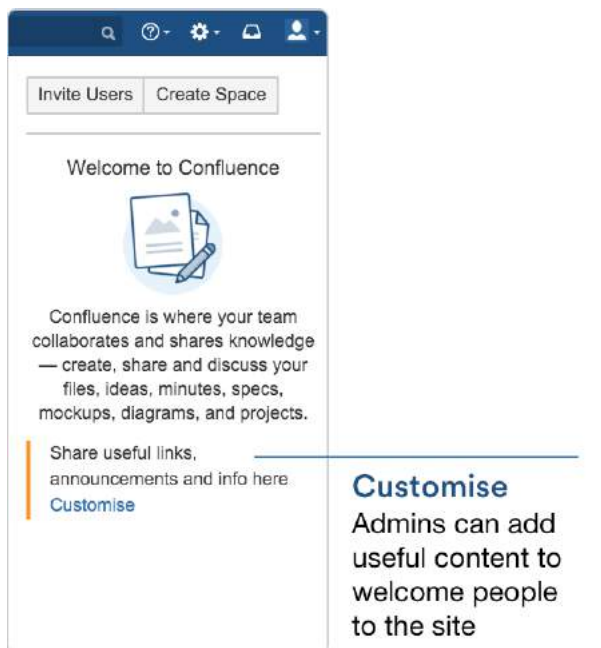 Invite Users Create Space
Welcome to Confluence
Confluence is where your team
collaborates and shares knowledge
— create, share and discuss your
files, ideas, minutes, specs,
mockups, diagrams, and projects.
Share useful links,
announcements and info here
Customise
Customise
Admins can add
useful content to
welcome people
to the site